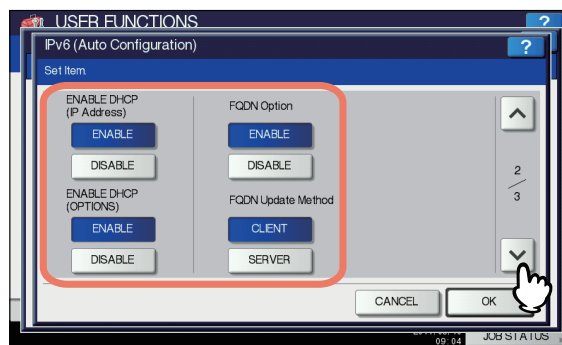 USER FUNCTIONS
?
IPv6 (Auto Configuration)
?
Set Item.
ENABLE DHCP
(IP Address)
ENABLE
DISABLE
ENABLE DHCP
(OPTIONS)
ENABLE
DISABLE
FQDN Option
ENABLE
DISABLE
FQDN Update Method
CLIENT
SERVER
2
3
CANCEL
OK
09:04
JOB STATUS